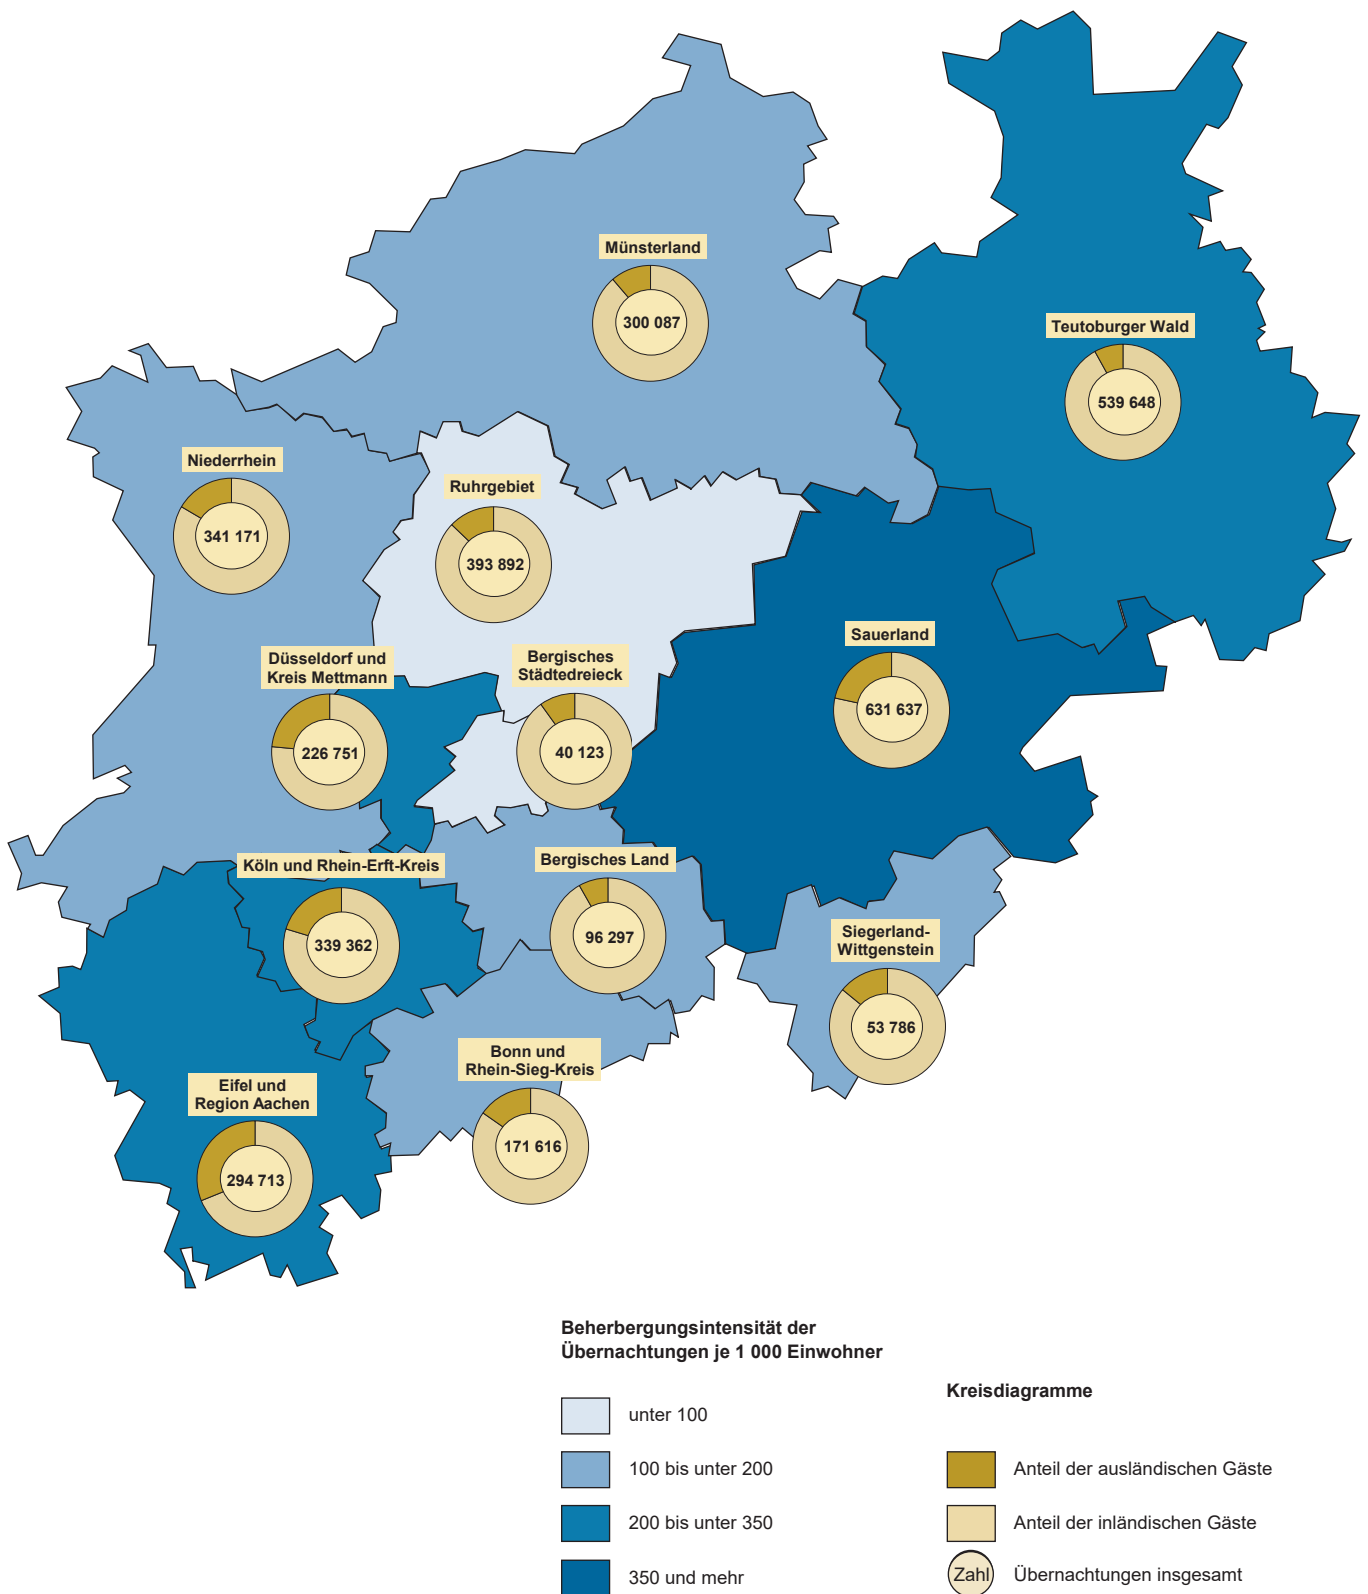 Münsterland
300 087
Teutoburger Wald
539 648
Niederrhein
341 171
Ruhrgebiet
393 892
Sauerland
631 637
Düsseldorf und
Kreis Mettmann
226 751
Bergisches
Städtedreieck
40 123
Köln und Rhein-Erft-Kreis
339 362
Bergisches Land
96 297
Siegerland-
Wittgenstein
53 786
Bonn und
Rhein-Sieg-Kreis
171 616
Eifel und
Region Aachen
294 713
Beherbergungsintensität der
Übernachtungen je 1 000 Einwohner
unter 100
100 bis unter 200
200 bis unter 350
350 und mehr
Kreisdiagramme
Anteil der ausländischen Gäste
Anteil der inländischen Gäste
Zahl Übernachtungen insgesamt